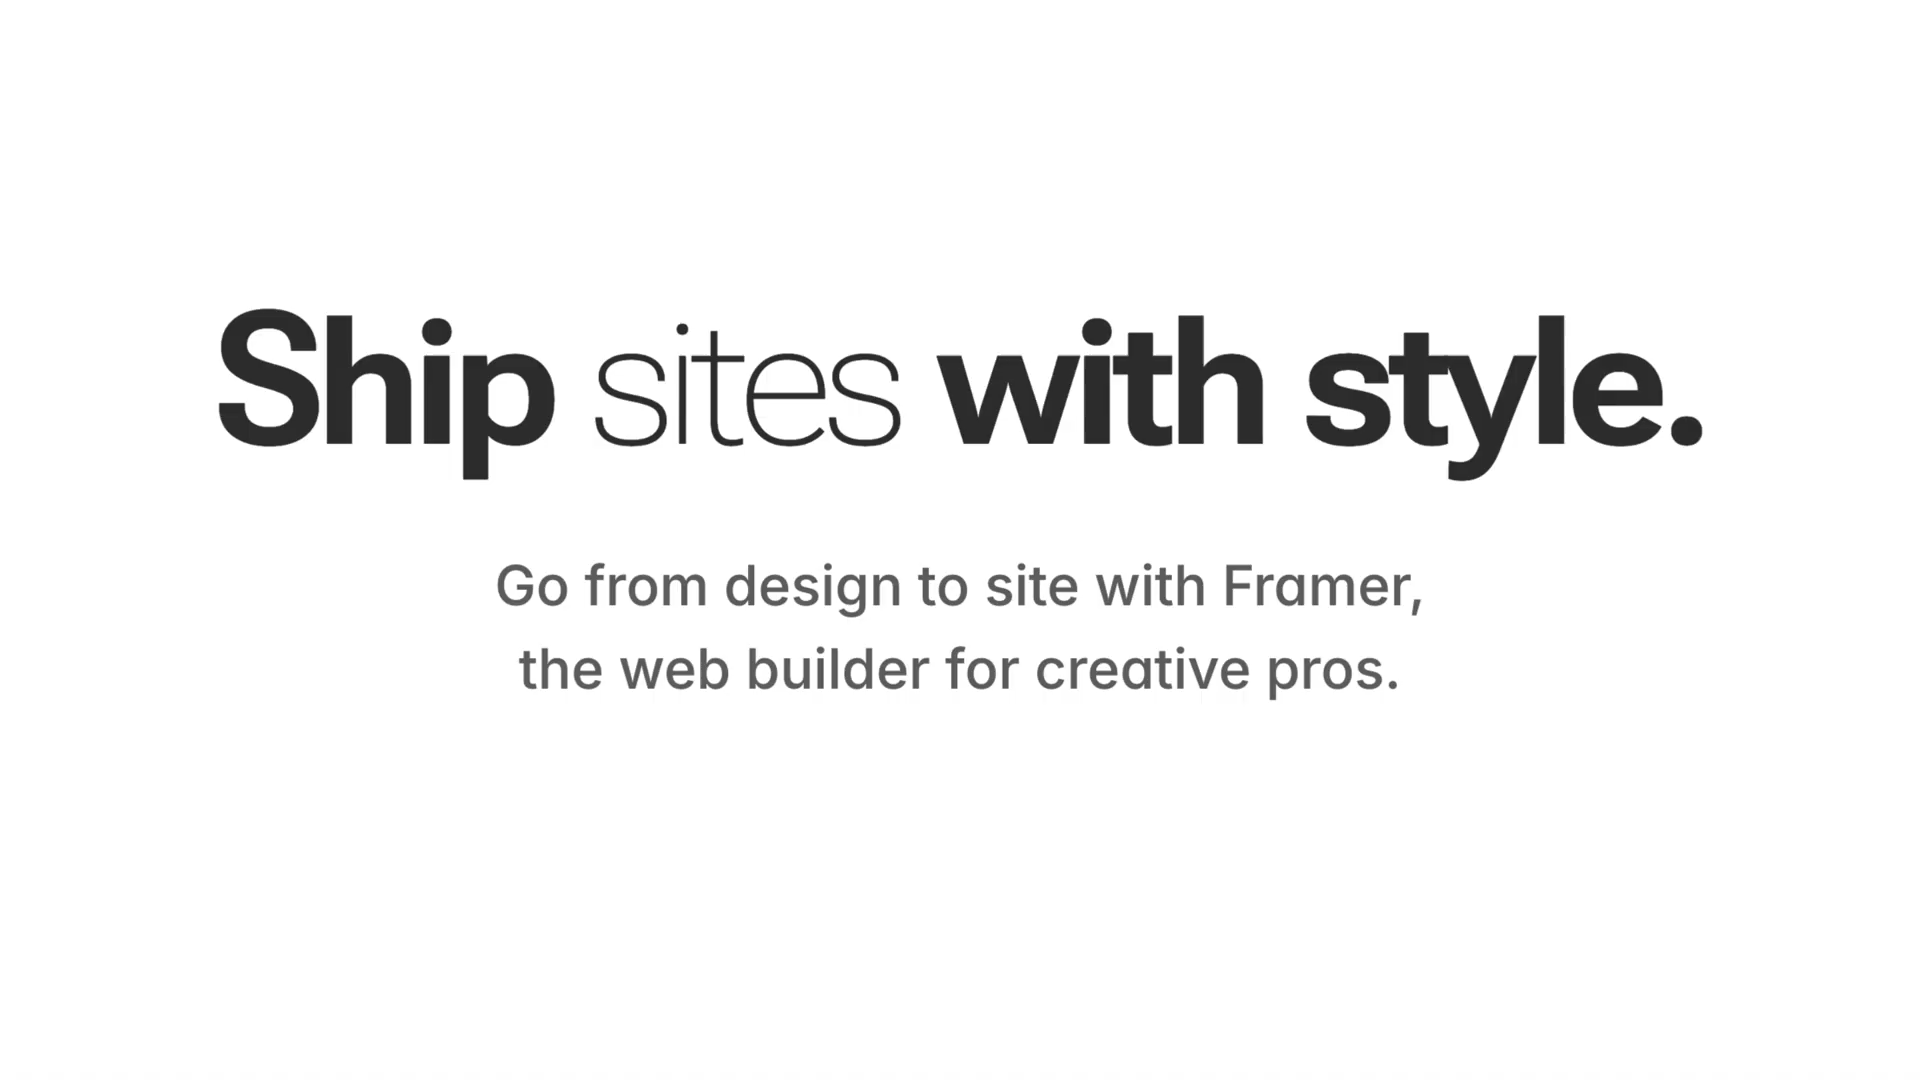 Ship sites with style.
Go from design to site with Framer,
the web builder for creative pros.